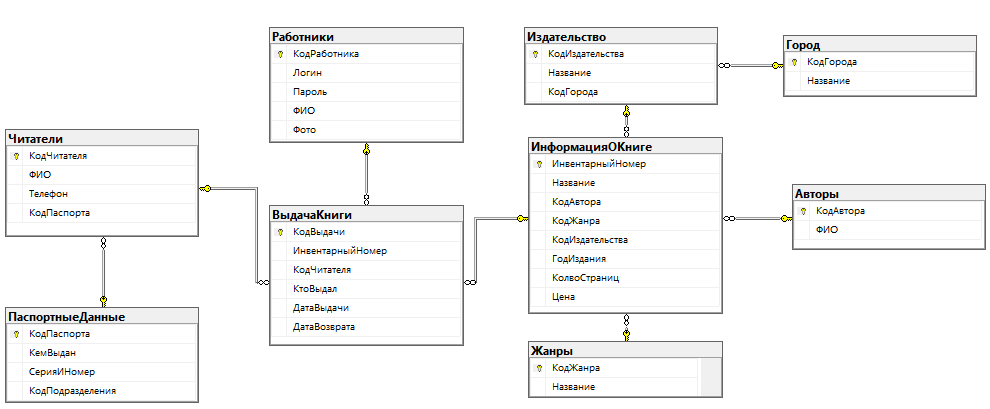 Работники
КодРаботника
Логин
Пароль
ФИО
Фото
Издательство
КодИздательства
Название
КодГорода
Город
КодГорода
Название
Читатели
КодЧитателя
ФИО
Телефон
КодПаспорта
ИнформацияОКниге
ИнвентарныйНомер
Название
КодАвтора
КодЖанра
КодИздательства
ГодИздания
КолвоСтраниц
Цена
Авторы
КодАвтора
ФИО
ВыдачаКниги
КодВыдачи
ИнвентарныйНомер
КодЧитателя
КтоВыдал
ДатаВыдачи
ДатаВозврата
ПаспортныеДанные
КодПаспорта
КемВыдан
СерияИНомер
КодПодразделения
Жанры
КодЖанра
Название